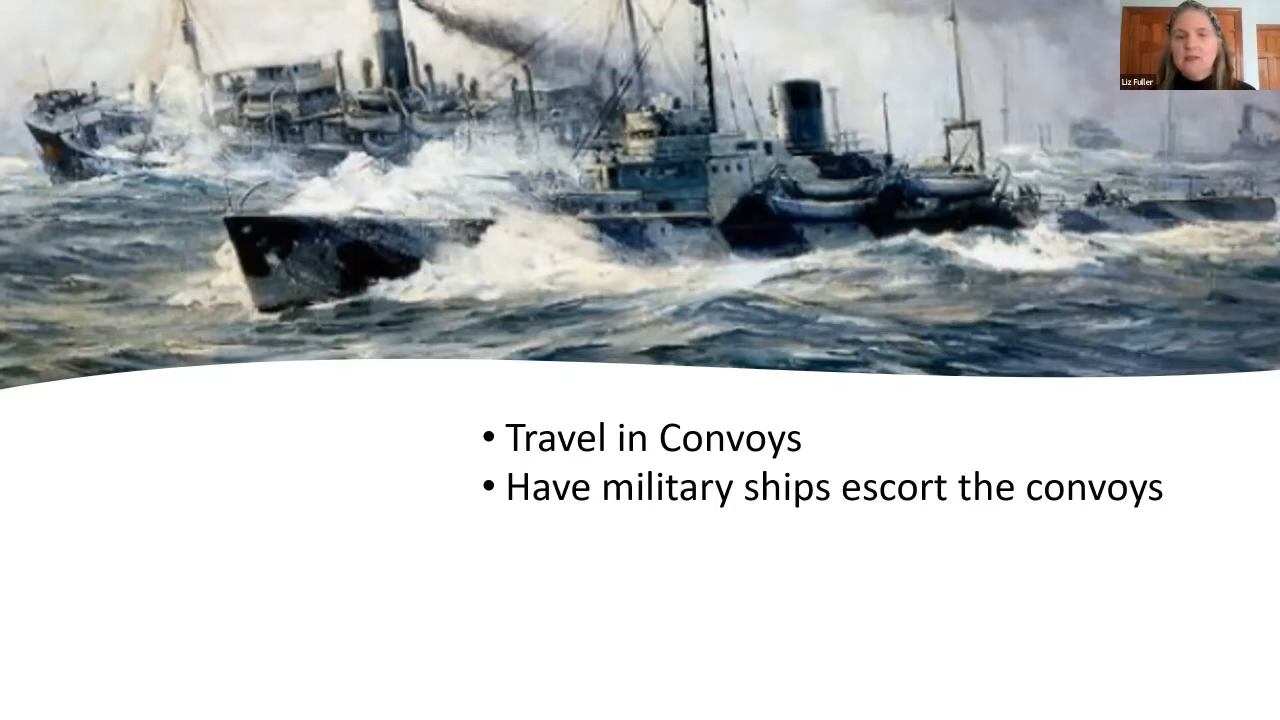 Liz Fuller
• Travel in Convoys
• Have military ships escort the convoys